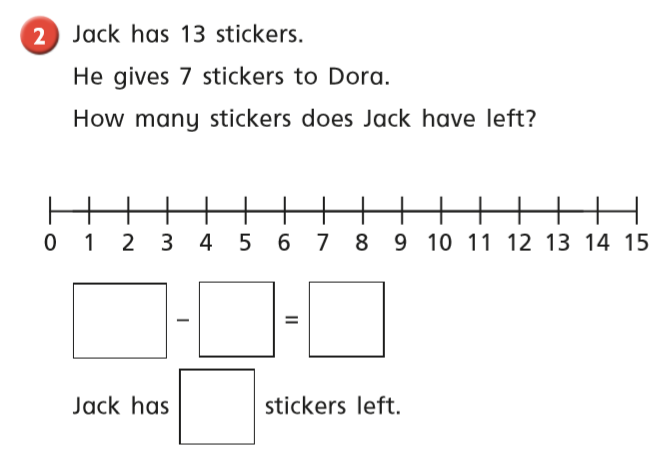 2 Jack has 13 stickers.
He gives 7 stickers to Dora.
How many stickers does Jack have left?
0 1 2 3 4 5 6 7 8 9 10 11 12 13 14 15
– =
Jack has stickers left.